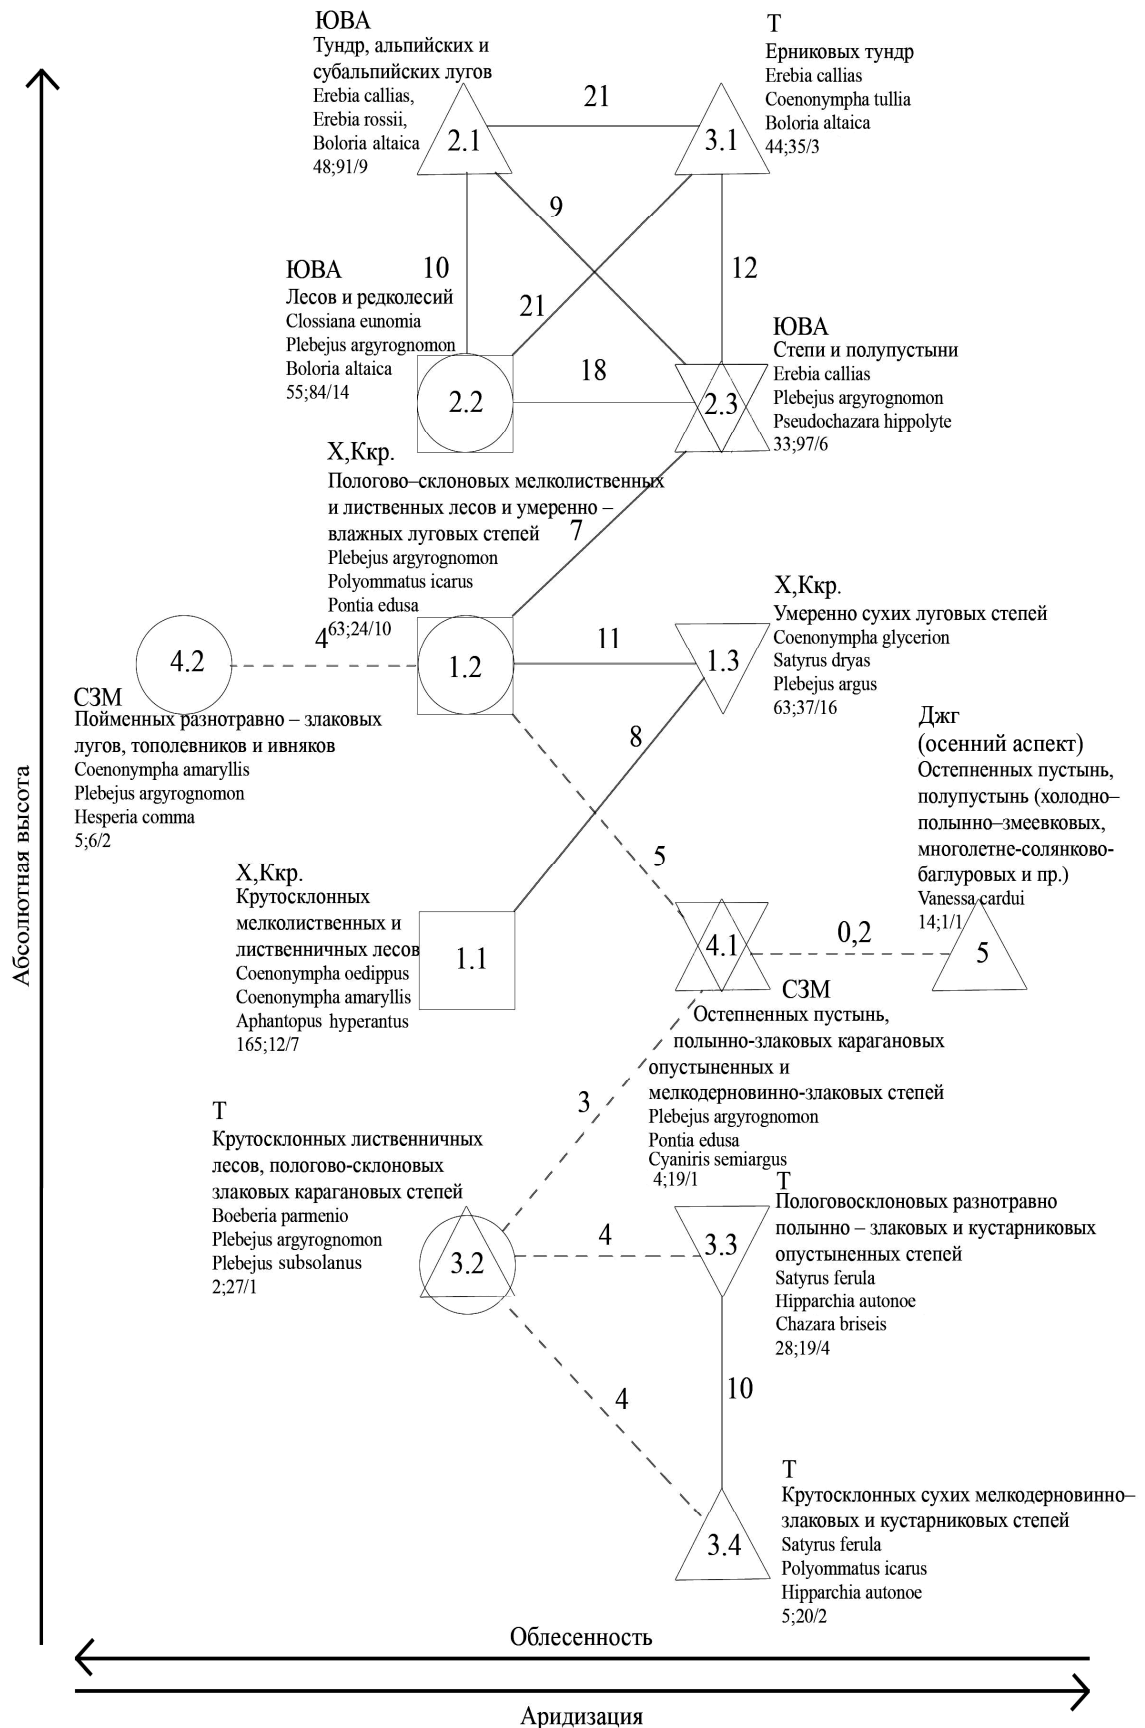 ЮВА
Тундр, альпийских и
субальпийских лугов
Erebia callias,
Erebia rossii,
Boloria altaica
48;91/9
2.1
21
Т
Ерниковых тундр
Erebia callias
Coenonympha tullia
Boloria altaica
44;35/3
3.1
9
10
21
12
ЮВА
Лесов и редколесий
Clossiana eunomia
Plebejus argyrognomon
Boloria altaica
55;84/14
2.2
18
ЮВА
Степи и полупустыни
Erebia callias
Plebejus argyrognomon
Pseudochazara hippolyte
33;97/6
2.3
Х,Ккр.
Пологово–склоновых мелколиственных
и лиственных лесов и умеренно –
влажных луговых степей
Plebejus argyrognomon
Polyommatus icarus
Pontia edusa
63;24/10
7
1.2
4
4.2
СЗМ
Пойменных разнотравно – злаковых
лугов, тополевников и ивняков
Coenonympha amaryllis
Plebejus argyrognomon
Hesperia comma
5;6/2
11
Х,Ккр.
Умеренно сухих луговых степей
Coenonympha glycerion
Satyrus dryas
Plebejus argus
63;37/16
1.3
8
5
Х,Ккр.
Крутосклонных
мелколиственных и
лиственничных лесов
Coenonympha oedippus
Coenonympha amaryllis
Aphantopus hyperantus
165;12/7
1.1
Джг
(осенний аспект)
Остепненных пустынь,
полупустынь (холодно–
полынно–змеевковых,
многолетне-солянково-
баглуровых и пр.)
Vanessa cardui
14;1/1
5
0,2
4.1
СЗМ
Остепненных пустынь,
полынно-злаковых карагановых
опустыненных и
мелкодерновинно-злаковых степей
Plebejus argyrognomon
Pontia edusa
Cyaniris semiargus
4;19/1
3
Т
Крутосклонных лиственничных
лесов, пологово-склоновых
злаковых карагановых степей
Boeberia parmenio
Plebejus argyrognomon
Plebejus subsolanus
2;27/1
3.2
4
Т
Пологовосклоновых разнотравно
полынно – злаковых и кустарниковых
опустыненных степей
Satyrus ferula
Hipparchia autonoe
Chazara briseis
28;19/4
3.3
4
10
Т
Крутосклонных сухих мелкодерновинно–
злаковых и кустарниковых степей
Satyrus ferula
Polyommatus icarus
Hipparchia autonoe
5;20/2
3.4
Абсолютная высота
Облесенность
Аридизация